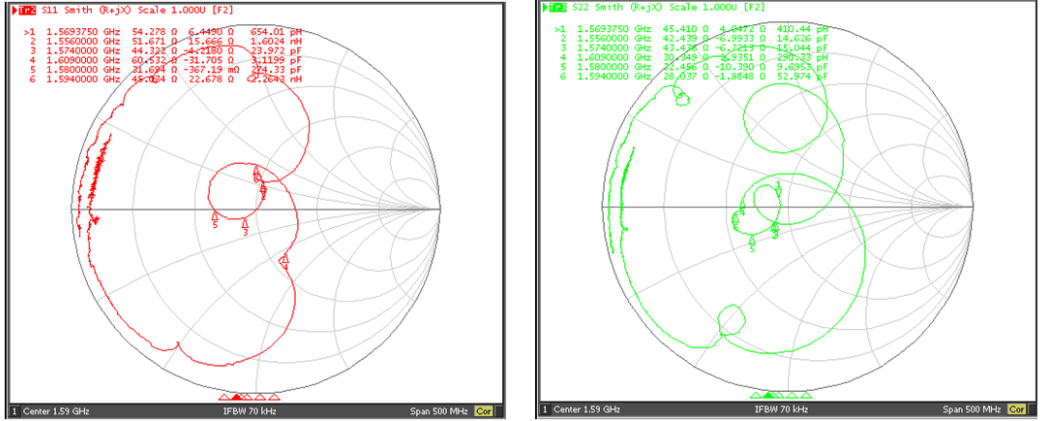 Tr2 S11 Smith (R+jX) Scale 1.000U [F2]
>1 1.5693750 GHz 54.278 Ω 6.4490 Ω 654.01 pH
2 1.5560000 GHz 51.671 Ω 15.666 Ω 1.6024 nH
3 1.5740000 GHz 44.322 Ω -4.2180 Ω 23.972 pF
4 1.6090000 GHz 60.532 Ω -31.705 Ω 3.1199 pF
5 1.5800000 GHz 31.694 Ω -367.19 mΩ 274.33 pF
6 1.5940000 GHz Ω 22.678 Ω 2.2643 nH
5
3
4
1 Center 1.59 GHz IFBW 70 kHz Span 500 MHz Cor
S22 Smith (R+jX) Scale 1.000U [F2]
>1 1.5693750 GHz 45.410 Ω 4.0472 Ω 410.44 pH
2 1.5560000 GHz 42.439 Ω -6.9933 Ω 14.626 pF
3 1.5740000 GHz 43.478 Ω -6.7213 Ω 15.044 pF
4 1.6090000 GHz 30.349 Ω 2.9351 Ω 290.33 pH
5 1.5800000 GHz 32.456 Ω -10.390 Ω 9.6953 pF
6 1.5940000 GHz 28.037 Ω -1.8848 Ω 52.974 pF
5
1 Center 1.59 GHz IFBW 70 kHz Span 500 MHz Cor